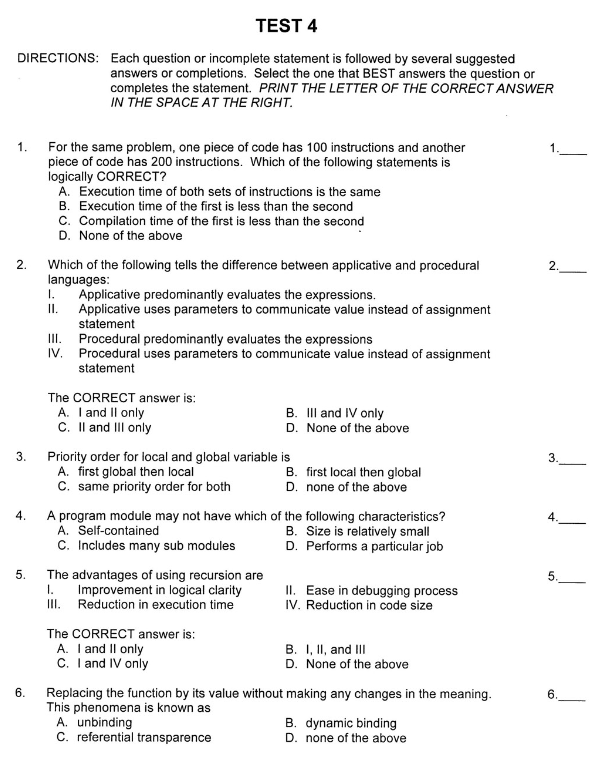 TEST 4
DIRECTIONS: Each question or incomplete statement is followed by several suggested
answers or completions. Select the one that BEST answers the question or
completes the statement. PRINT THE LETTER OF THE CORRECT ANSWER
IN THE SPACE AT THE RIGHT.
1. For the same problem, one piece of code has 100 instructions and another 1.____
piece of code has 200 instructions. Which of the following statements is
logically CORRECT?
A. Execution time of both sets of instructions is the same
B. Execution time of the first is less than the second
C. Compilation time of the first is less than the second
D. None of the above
2. Which of the following tells the difference between applicative and procedural 2.____
languages:
I. Applicative predominantly evaluates the expressions.
II. Applicative uses parameters to communicate value instead of assignment
statement
III. Procedural predominantly evaluates the expressions
IV. Procedural uses parameters to communicate value instead of assignment
statement
The CORRECT answer is:
A. I and II only B. III and IV only
C. II and III only D. None of the above
3. Priority order for local and global variable is 3.____
A. first global then local B. first local then global
C. same priority order for both D. none of the above
4. A program module may not have which of the following characteristics? 4.____
A. Self-contained B. Size is relatively small
C. Includes many sub modules D. Performs a particular job
5. The advantages of using recursion are 5.____
I. Improvement in logical clarity II. Ease in debugging process
III. Reduction in execution time IV. Reduction in code size
The CORRECT answer is:
A. I and II only B. I, II, and III
C. I and IV only D. None of the above
6. Replacing the function by its value without making any changes in the meaning. 6.____
This phenomena is known as
A. unbinding B. dynamic binding
C. referential transparence D. none of the above